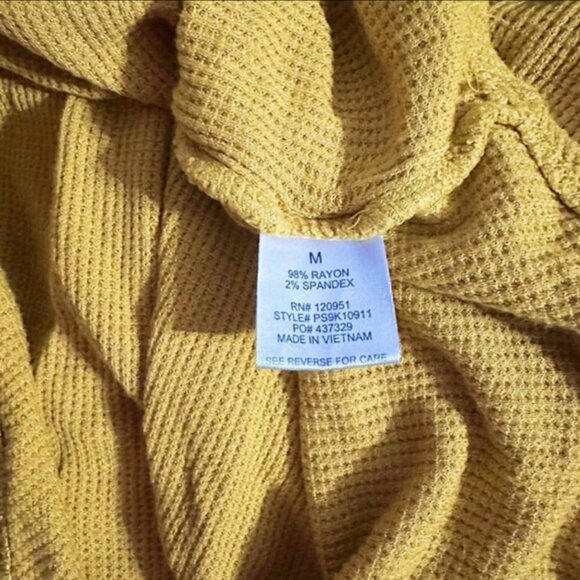 M
98% RAYON
2% SPANDEX
RN# 120951
STYLE# PS9K10911
PO# 437329
MADE IN VIETNAM
SEE REVERSE FOR CARE